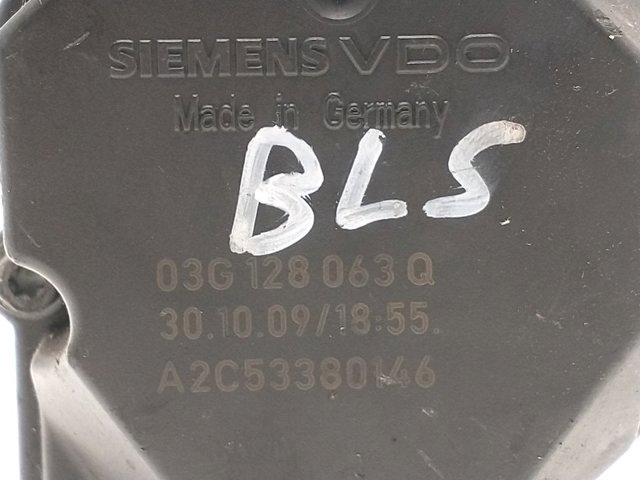 SIEMENS VDO
Made in Germany
BLS
03G 128 063 Q
30.10.09/18:55.
A2C53380146